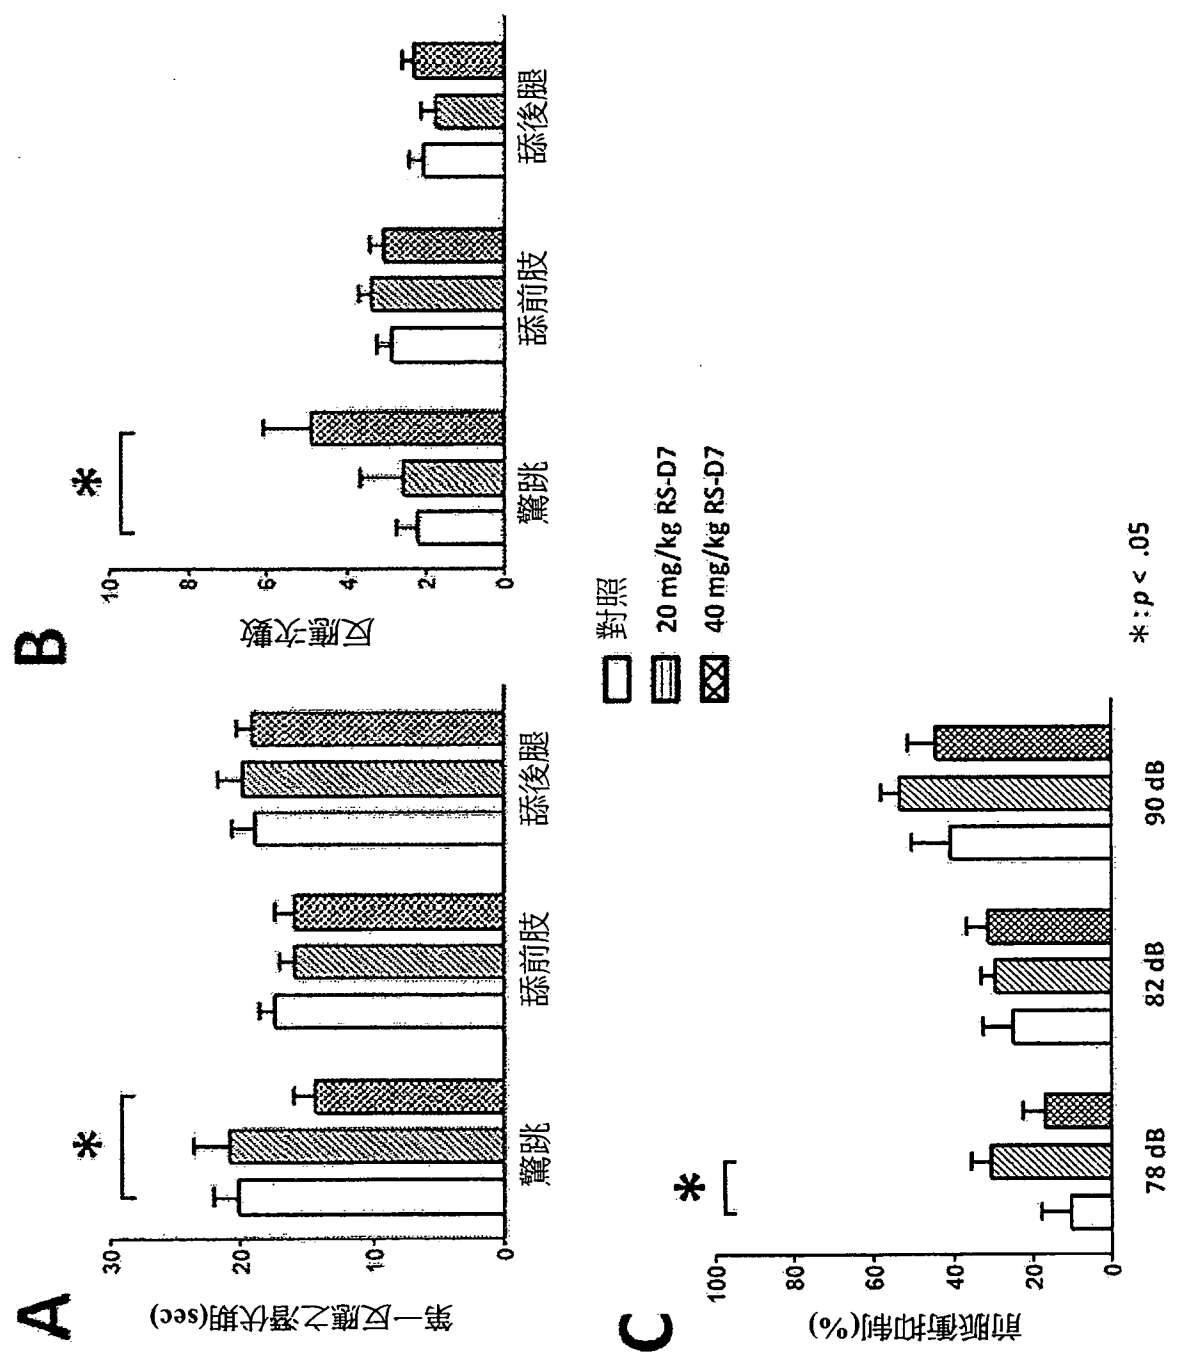 A
第一反應之潛伏期(sec)
30
20
10
0
驚跳
舔前肢
舔後腿
*
B
反應次數
10
8
6
4
2
0
驚跳
舔前肢
舔後腿
*
對照
20 mg/kg RS-D7
40 mg/kg RS-D7
C
前脈衝抑制(%)
100
80
60
40
20
0
78 dB
82 dB
90 dB
*
*: p < .05